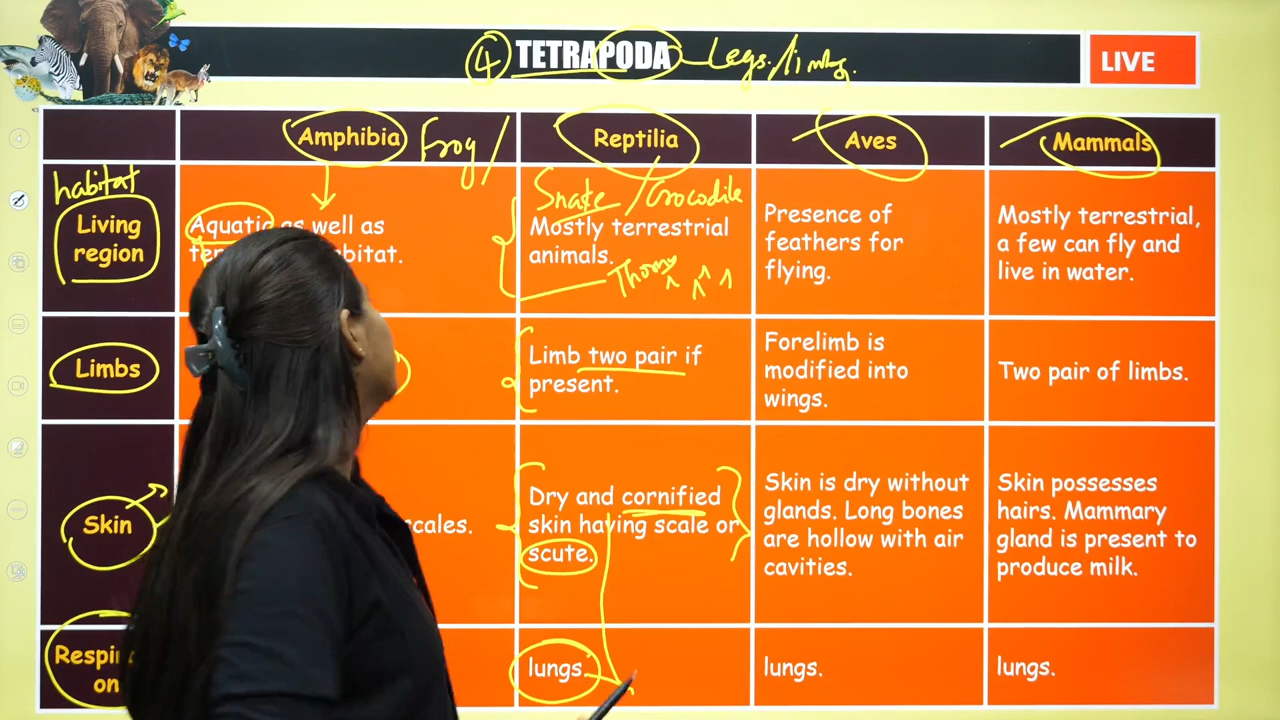 ④ TETRAPODA Legs/limbs.
LIVE
Amphibia Frog/
Reptilia
Aves
Mammals
habitat
Living
region
Aquatic as well as
habitat.
Snake/Crocodile
Mostly terrestrial
animals.
Thorny ^ ^ ^ ^
Presence of
feathers for
flying.
Mostly terrestrial,
a few can fly and
live in water.
Limbs
Limb two pair if
present.
Forelimb is
modified into
wings.
Two pair of limbs.
Skin
scales.
Dry and cornified
skin having scale or
scute.
Skin is dry without
glands. Long bones
are hollow with air
cavities.
Skin possesses
hairs. Mammary
gland is present to
produce milk.
lungs.
lungs.
lungs.